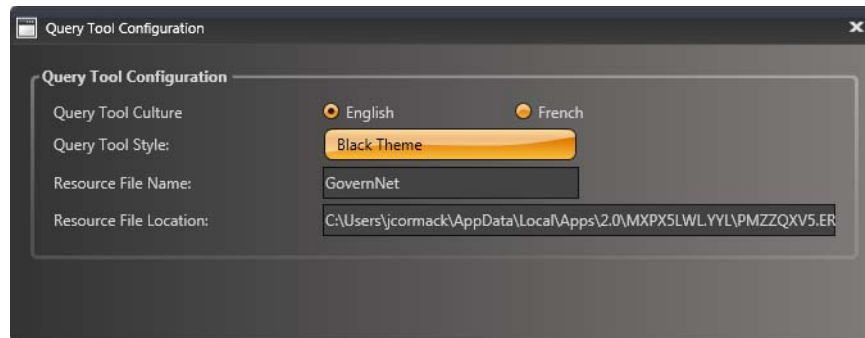 Query Tool Configuration
Query Tool Configuration
Query Tool Culture English French
Query Tool Style: Black Theme
Resource File Name: GovernNet
Resource File Location: C:\Users\jcormack\AppData\Local\Apps\2.0\MXPX5LWL.YYL\PMZZQXV5.ER